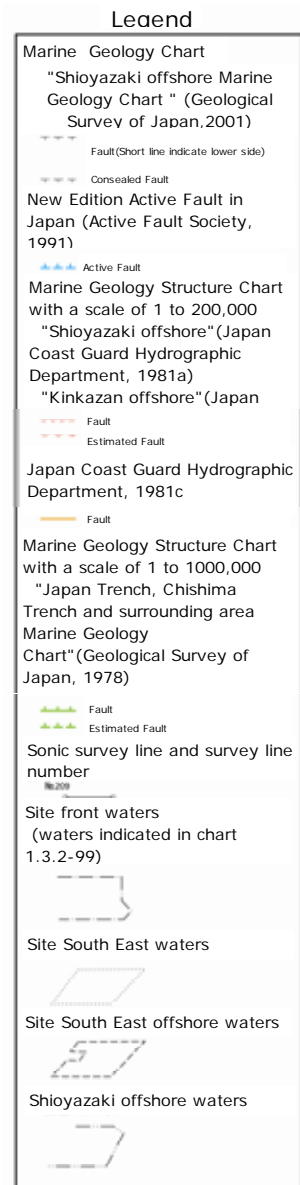 Legend
Marine Geology Chart
"Shioyazaki offshore Marine
Geology Chart " (Geological
Survey of Japan,2001)
Fault(Short line indicate lower side)
Consealed Fault
New Edition Active Fault in
Japan (Active Fault Society,
1991)
Active Fault
Marine Geology Structure Chart
with a scale of 1 to 200,000
"Shioyazaki offshore"(Japan
Coast Guard Hydrographic
Department, 1981a)
"Kinkazan offshore"(Japan
Fault
Estimated Fault
Japan Coast Guard Hydrographic
Department, 1981c
Fault
Marine Geology Structure Chart
with a scale of 1 to 1000,000
"Japan Trench, Chishima
Trench and surrounding area
Marine Geology
Chart"(Geological Survey of
Japan, 1978)
Fault
Estimated Fault
Sonic survey line and survey line
number
No.209
Site front waters
(waters indicated in chart
1.3.2-99)
Site South East waters
Site South East offshore waters
Shioyazaki offshore waters